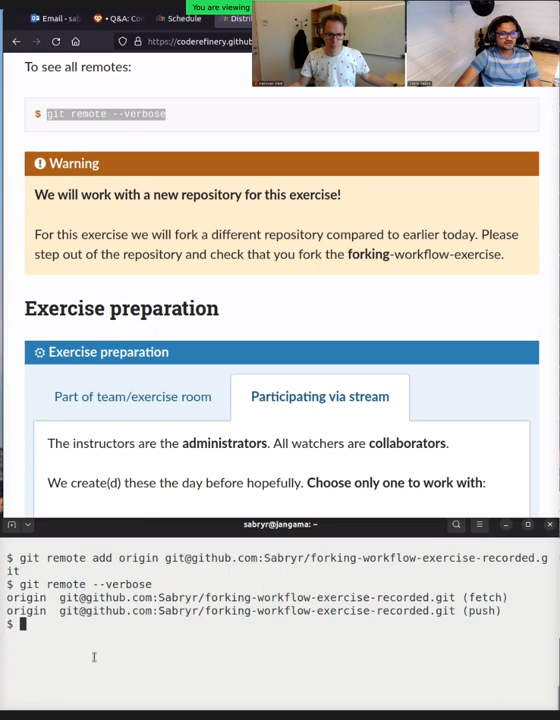 You are viewing
Email - sab
Q&A: Co
Schedule
Distri
https://coderefinery.github
To see all remotes:
$ git remote --verbose
Warning
We will work with a new repository for this exercise!
For this exercise we will fork a different repository compared to earlier today. Please
step out of the repository and check that you fork the forking-workflow-exercise.
Exercise preparation
Exercise preparation
Part of team/exercise room
Participating via stream
The instructors are the administrators. All watchers are collaborators.
We create(d) these the day before hopefully. Choose only one to work with:
sabryr@jangama: ~
$ git remote add origin git@github.com:Sabryr/forking-workflow-exercise-recorded.g
it
$ git remote --verbose
origin git@github.com:Sabryr/forking-workflow-exercise-recorded.git (fetch)
origin git@github.com:Sabryr/forking-workflow-exercise-recorded.git (push)
$